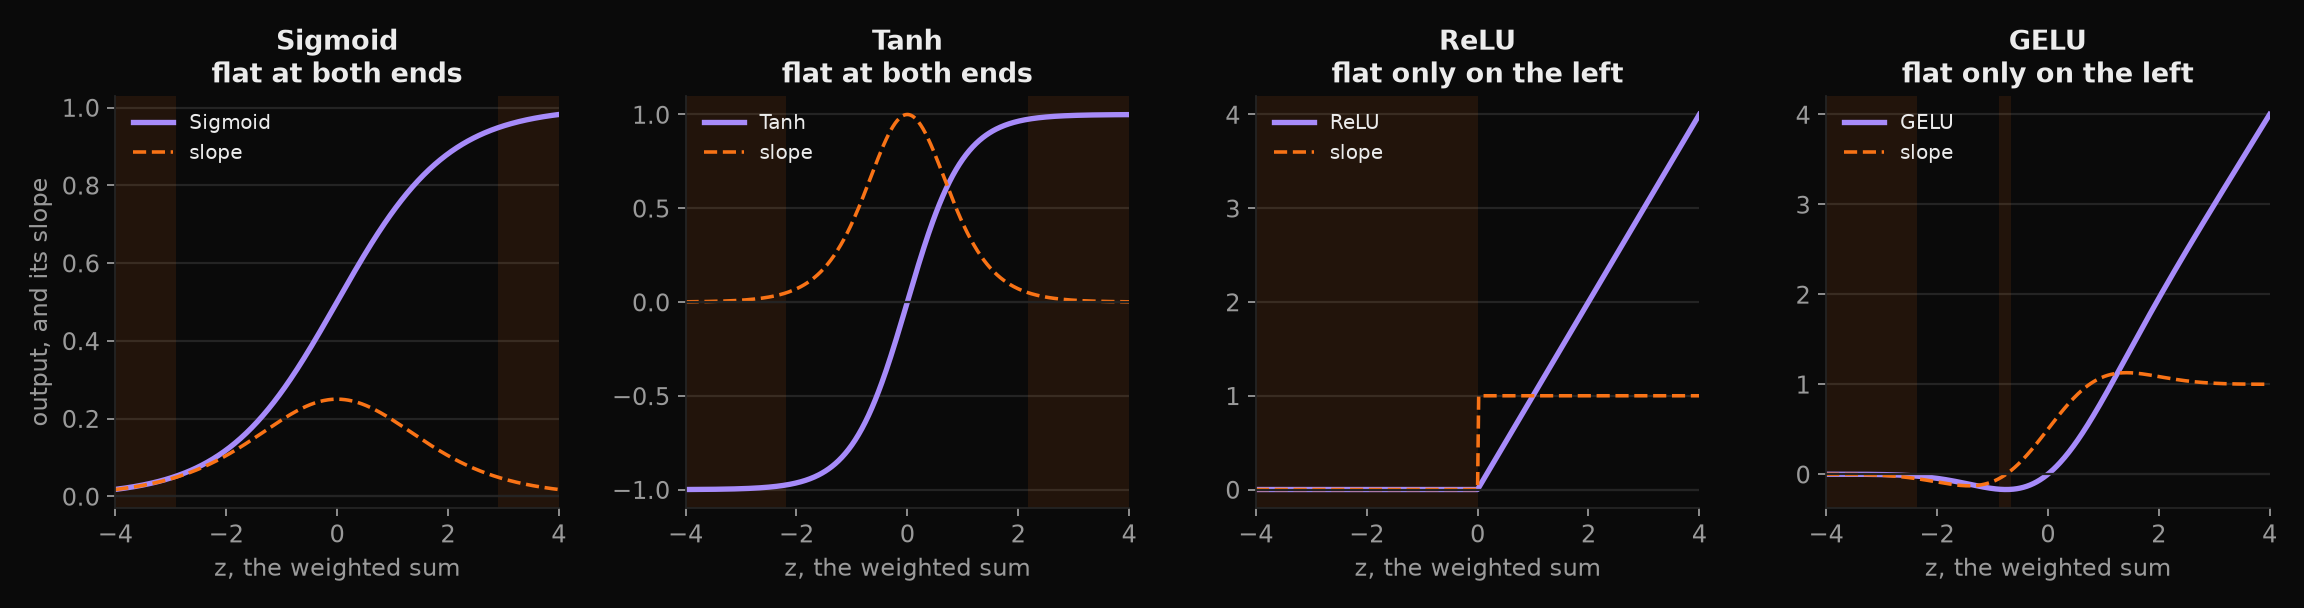 Sigmoid
flat at both ends
1.0
0.8
0.6
0.4
0.2
0.0
output, and its slope
Sigmoid
slope
−4
−2
0
2
4
z, the weighted sum
Tanh
flat at both ends
1.0
0.5
0.0
−0.5
−1.0
Tanh
slope
−4
−2
0
2
4
z, the weighted sum
ReLU
flat only on the left
4
3
2
1
0
ReLU
slope
−4
−2
0
2
4
z, the weighted sum
GELU
flat only on the left
4
3
2
1
0
GELU
slope
−4
−2
0
2
4
z, the weighted sum